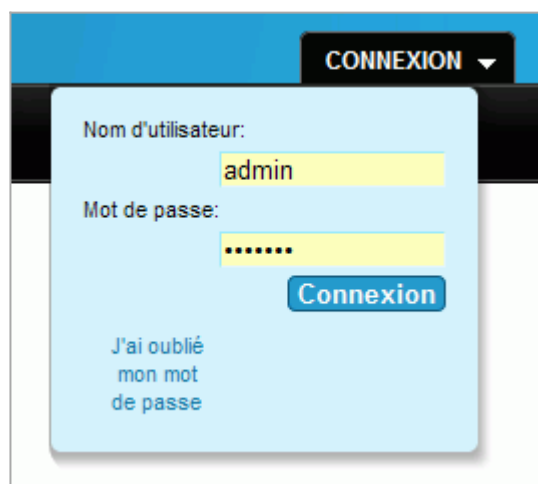 CONNEXION
Nom d'utilisateur:
admin
Mot de passe:
•••••••
Connexion
J'ai oublié
mon mot
de passe